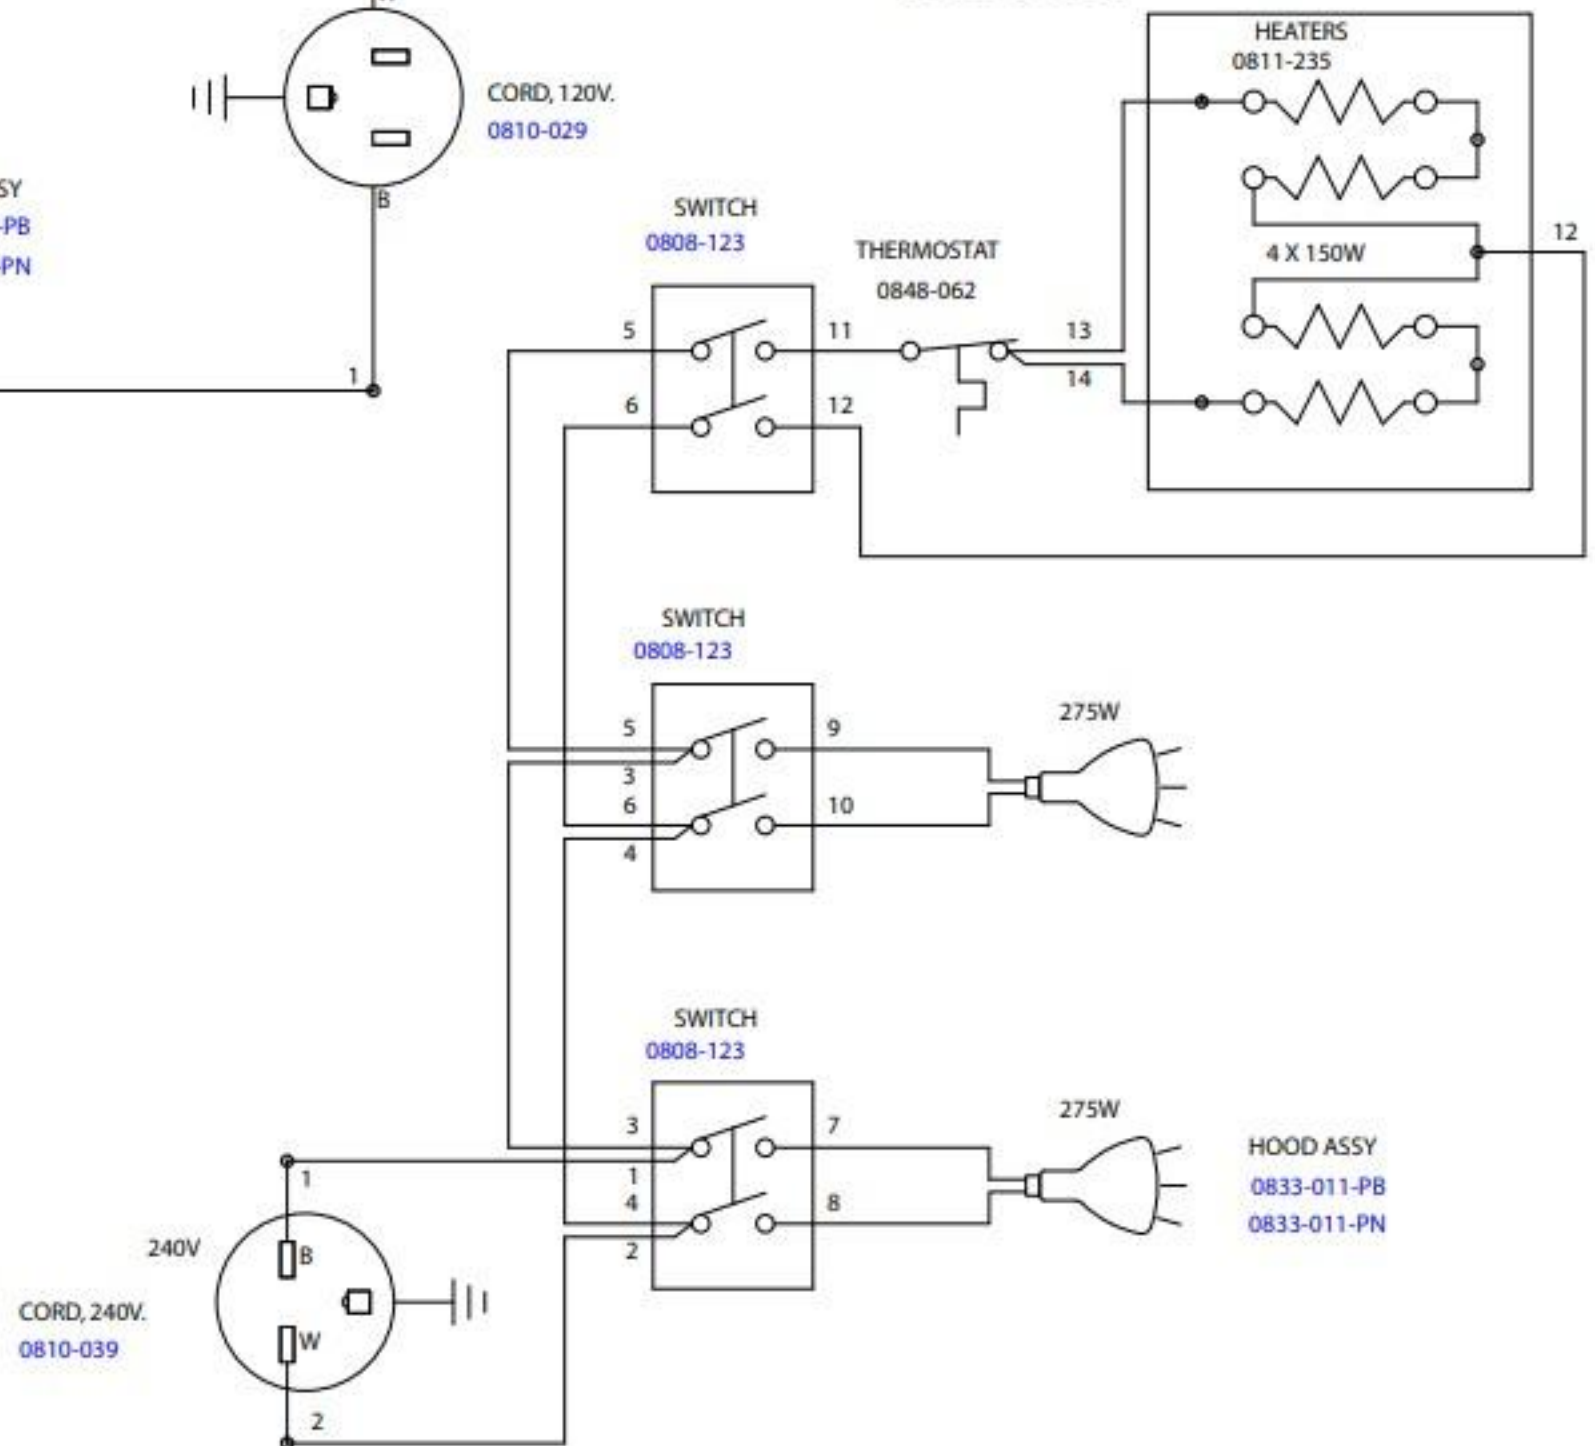 HEATERS
0811-235
CORD, 120V.
0810-029
B
SY
-PB
-PN
SWITCH
0808-123
THERMOSTAT
0848-062
4 X 150W
12
5
11
13
14
1
6
12
SWITCH
0808-123
275W
5
9
3
6
10
4
SWITCH
0808-123
275W
3
7
HOOD ASSY
1
1
0833-011-PB
4
8
0833-011-PN
240V
B
2
CORD, 240V.
W
0810-039
2